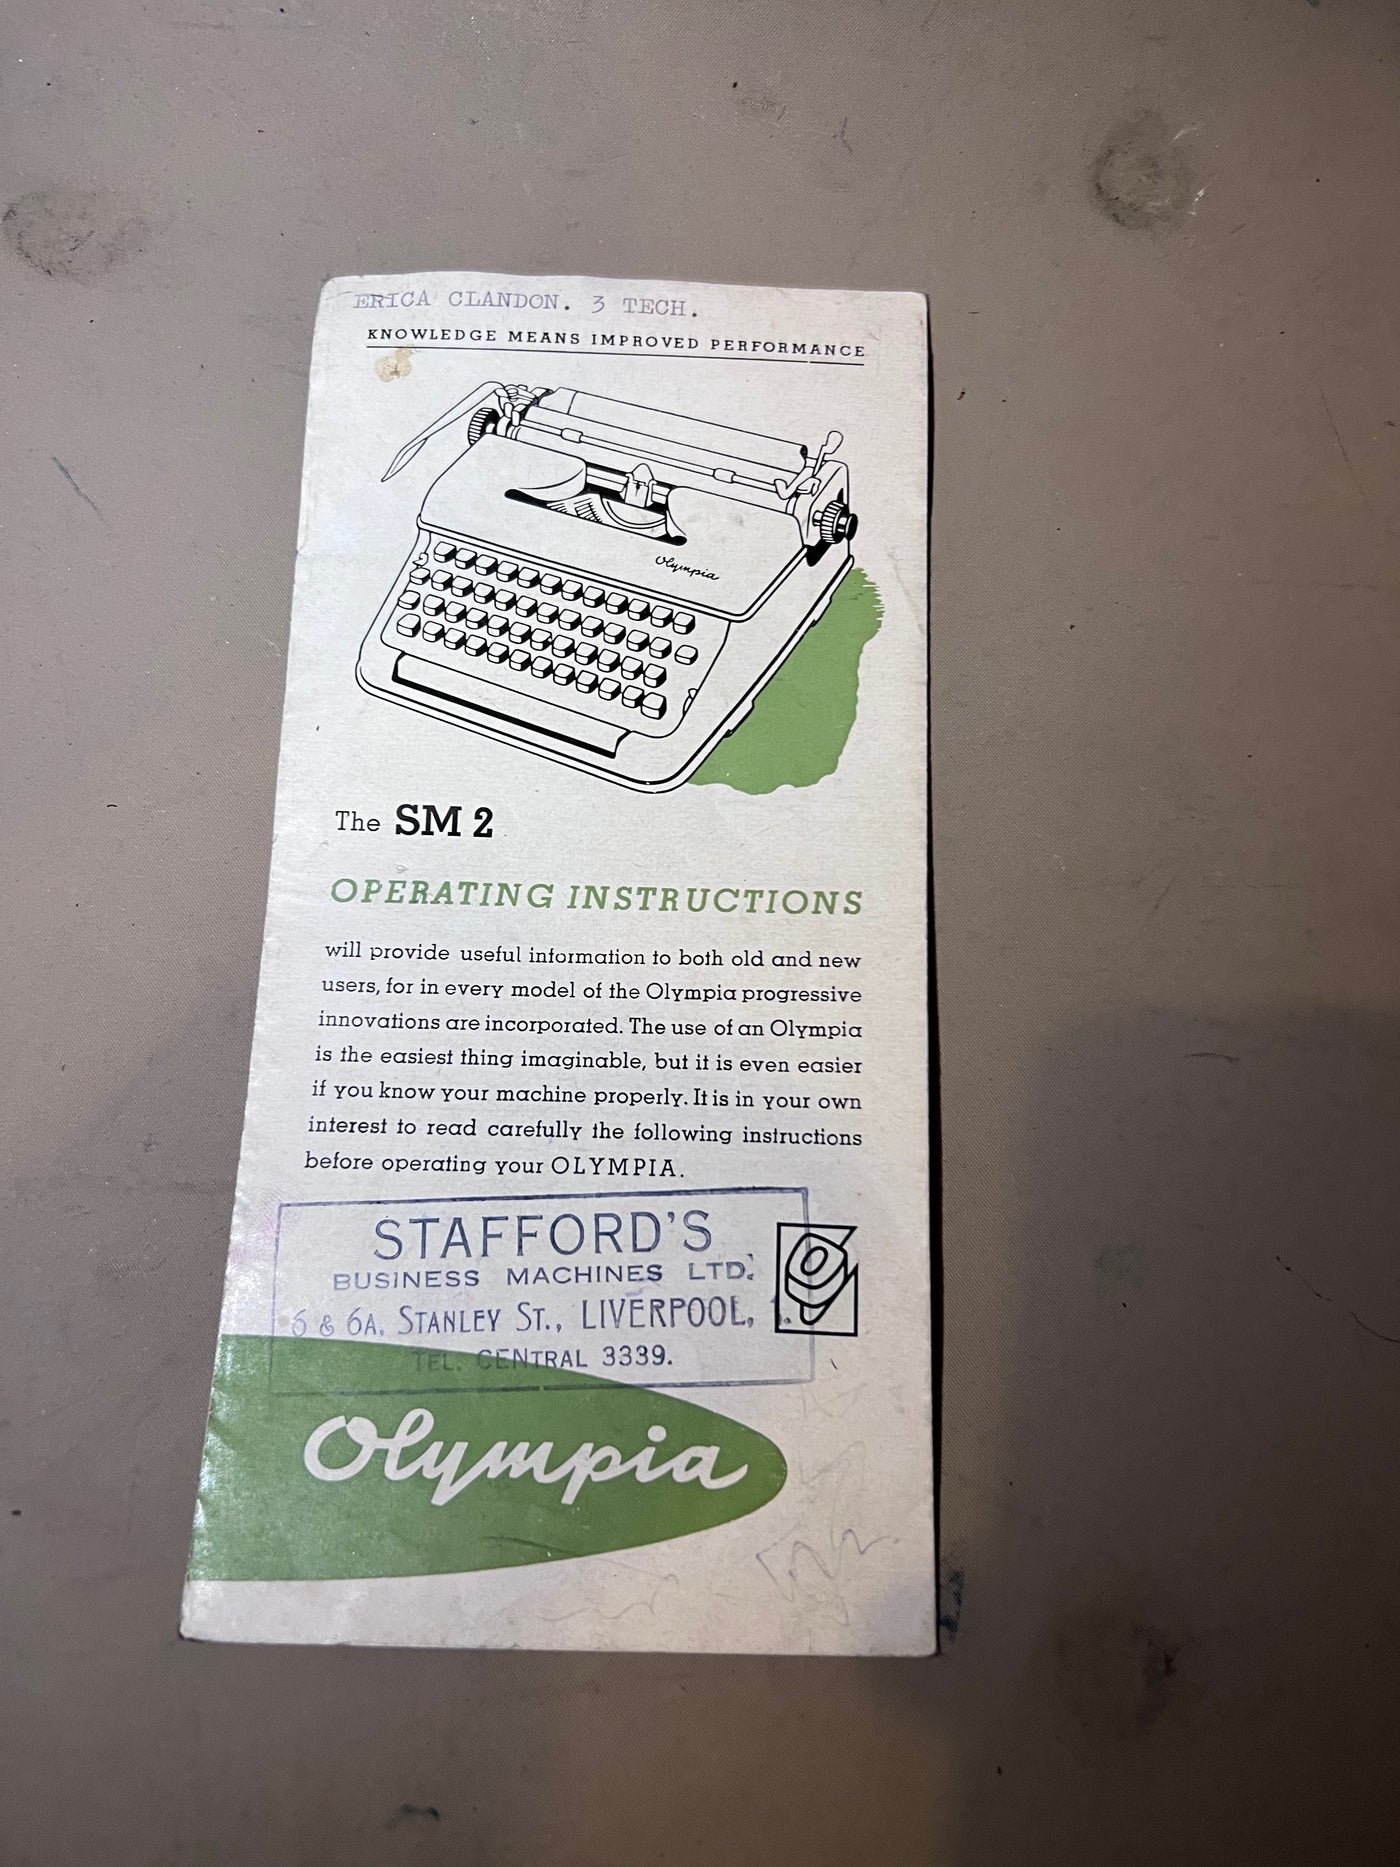 ERICA CLANDON. 3 TECH.
KNOWLEDGE MEANS IMPROVED PERFORMANCE
Olympia
The SM 2
OPERATING INSTRUCTIONS
will provide useful information to both old and new
users, for in every model of the Olympia progressive
innovations are incorporated. The use of an Olympia
is the easiest thing imaginable, but it is even easier
if you know your machine properly. It is in your own
interest to read carefully the following instructions
before operating your OLYMPIA.
STAFFORD'S
BUSINESS MACHINES LTD.
6 & 6A, STANLEY ST., LIVERPOOL,
TEL. CENTRAL 3339.
Olympia